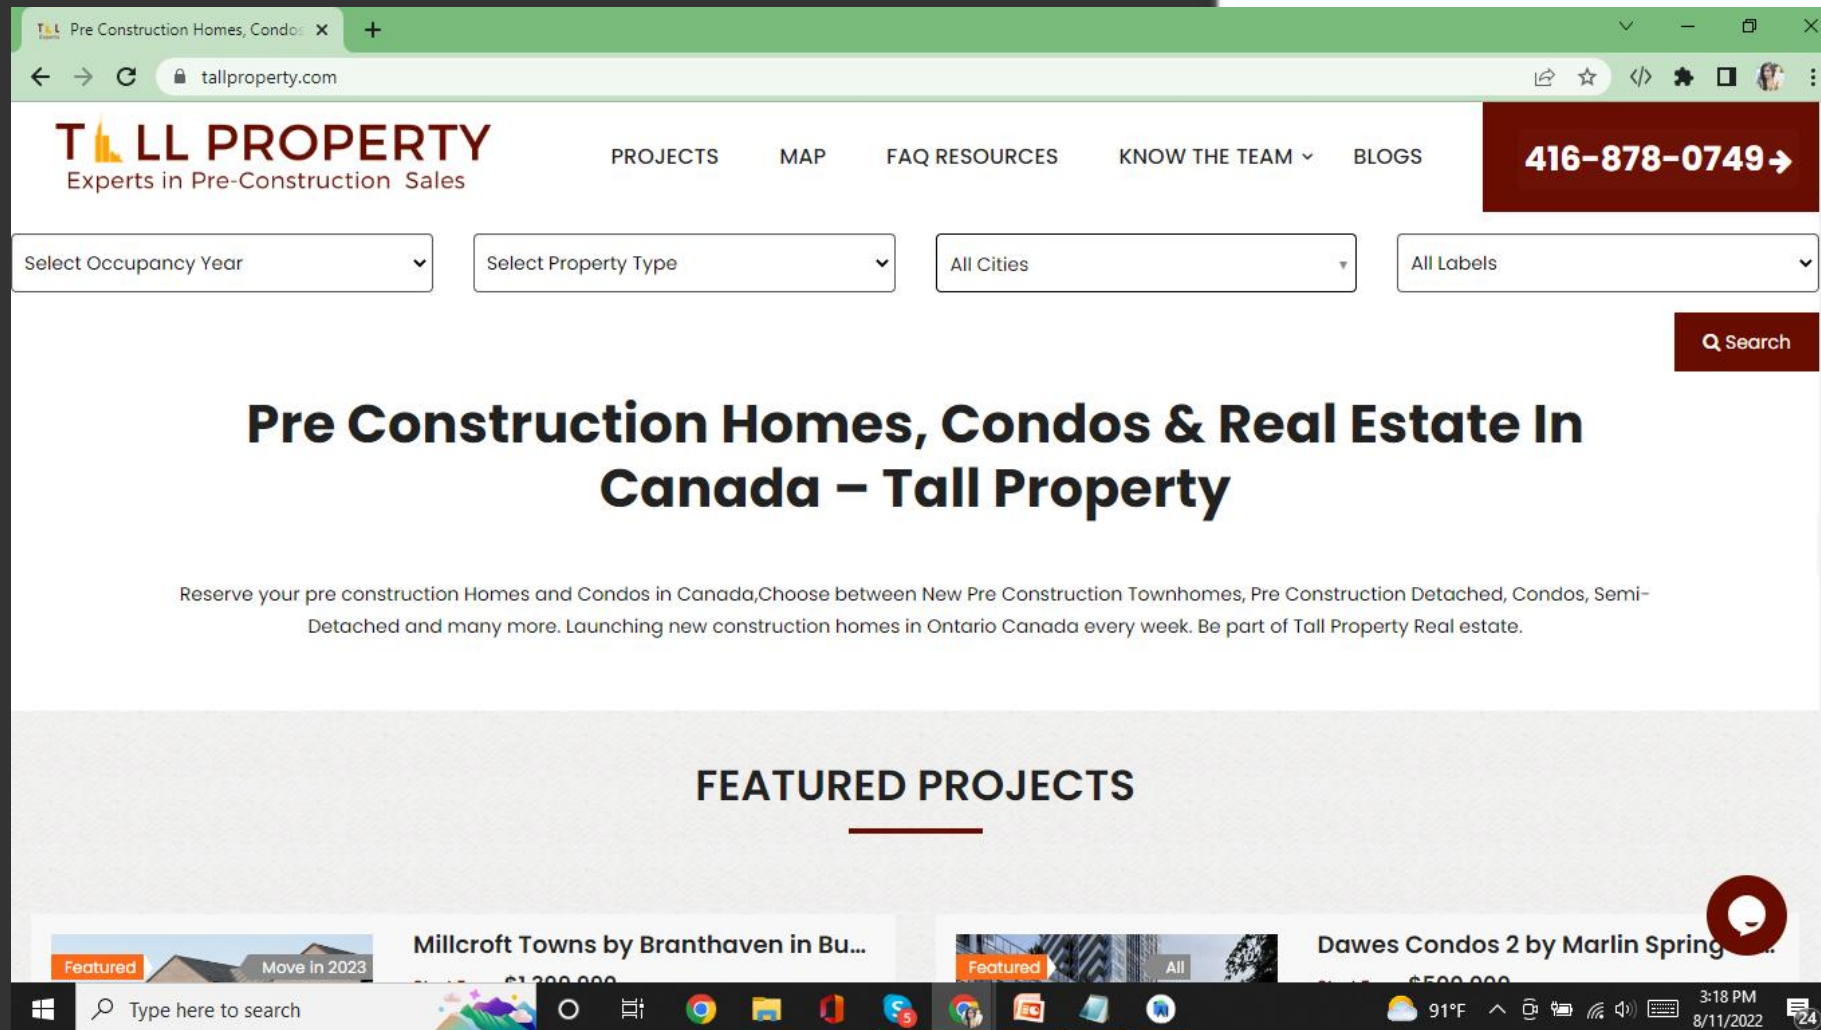 Pre Construction Homes, Condos
tallproperty.com
T LL PROPERTY
Experts in Pre-Construction Sales
PROJECTS
MAP
FAQ RESOURCES
KNOW THE TEAM
BLOGS
416-878-0749
Select Occupancy Year
Select Property Type
All Cities
All Labels
Search
Pre Construction Homes, Condos & Real Estate In
Canada – Tall Property
Reserve your pre construction Homes and Condos in Canada,Choose between New Pre Construction Townhomes, Pre Construction Detached, Condos, Semi-
Detached and many more. Launching new construction homes in Ontario Canada every week. Be part of Tall Property Real estate.
FEATURED PROJECTS
Featured
Move in 2023
Millcroft Towns by Branthaven in Bu...
Featured
All
Dawes Condos 2 by Marlin Spring
Type here to search
5
91°F
3:18 PM
8/11/2022
24